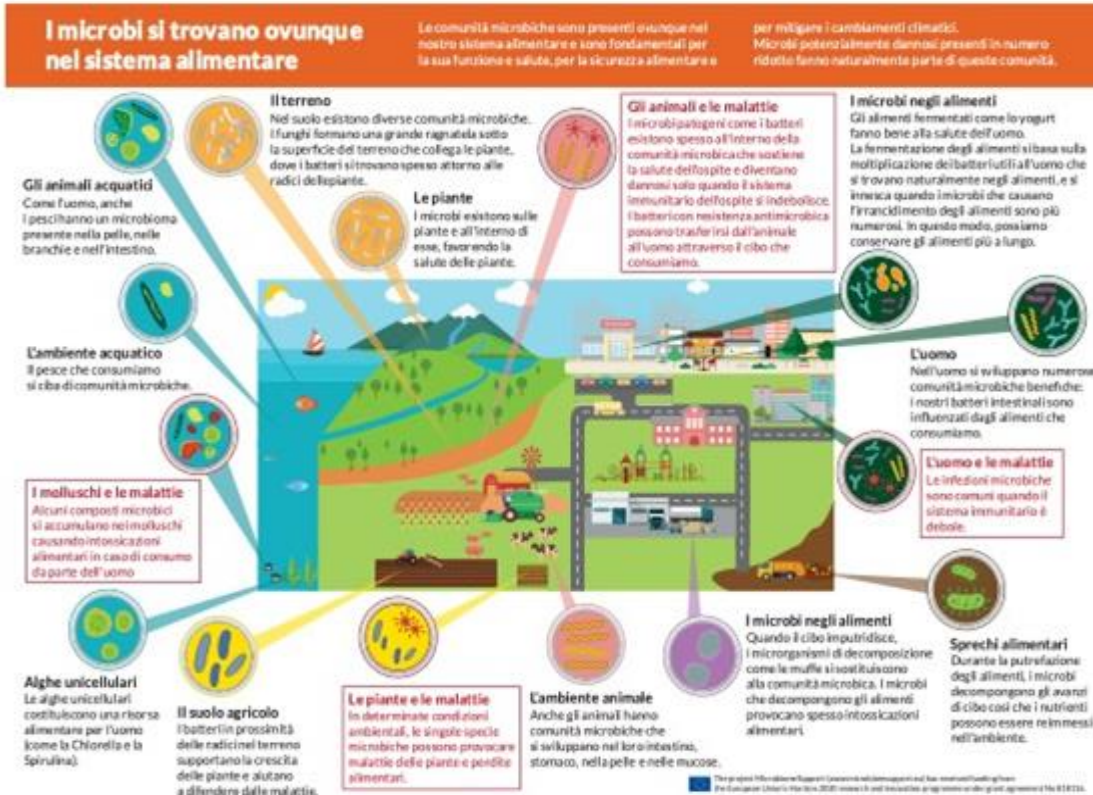 I microbi si trovano ovunque
nel sistema alimentare
Le comunità microbiche sono presenti ovunque nel
nostro sistema alimentare e sono fondamentali per
la sua funzione e salute, per la sicurezza alimentare e
per mitigare i cambiamenti climatici.
Microbi potenzialmente dannosi presenti in numero
ridotto fanno naturalmente parte di queste comunità.
Il terreno
Nel suolo esistono diverse comunità microbiche.
I funghi formano una grande ragnatela sotto
la superficie del terreno che collega le piante,
dove i batteri si trovano spesso attorno alle
radici delle piante.
Gli animali e le malattie
I microbi patogeni come i batteri
esistono spesso all'interno della
comunità microbica che sostiene
la salute dell'ospite e diventano
dannosi solo quando il sistema
immunitario dell'ospite si indebolisce.
I batteri con resistenza antimicrobica
possono trasferirsi dall'animale
all'uomo attraverso il cibo che
consumiamo.
I microbi negli alimenti
Gli alimenti fermentati come lo yogurt
fanno bene alla salute dell'uomo.
La fermentazione degli alimenti si basa sulla
moltiplicazione dei batteri utili all'uomo che
si trovano naturalmente negli alimenti, e si
innesca quando i microbi che causano
l'irrancidimento degli alimenti sono più
numerosi. In questo modo, possiamo
conservare gli alimenti più a lungo.
Gli animali acquatici
Come l'uomo, anche
i pesci hanno un microbioma
presente nella pelle, nelle
branchie e nell'intestino.
Le piante
I microbi esistono sulle
piante e all'interno di
esse, favorendo la
salute delle piante.
L'ambiente acquatico
Il pesce che consumiamo
si ciba di comunità microbiche.
L'uomo
Nell'uomo si sviluppano numerose
comunità microbiche benefiche:
i nostri batteri intestinali sono
influenzati dagli alimenti che
consumiamo.
L'uomo e le malattie
Le infezioni microbiche
sono comuni quando il
sistema immunitario è
debole.
I molluschi e le malattie
Alcuni composti microbici
si accumulano nei molluschi
causando intossicazioni
alimentari in caso di consumo
da parte dell'uomo
Alghe unicellulari
Le alghe unicellulari
costituiscono una risorsa
alimentare per l'uomo
(come la Chlorella e la
Spirulina).
Il suolo agricolo
I batteri in prossimità
delle radici nel terreno
supportano la crescita
delle piante e aiutano
a difendere dalle malattie.
Le piante e le malattie
In determinate condizioni
ambientali, le singole specie
microbiche possono provocare
malattie delle piante e perdite
alimentari.
L'ambiente animale
Anche gli animali hanno
comunità microbiche che
si sviluppano nel loro intestino,
stomaco, nella pelle e nelle mucose.
I microbi negli alimenti
Quando il cibo imputridisce,
i microrganismi di decomposizione
come le muffe si sostituiscono
alla comunità microbica. I microbi
che decompongono gli alimenti
provocano spesso intossicazioni
alimentari.
Sprechi alimentari
Durante la putrefazione
degli alimenti, i microbi
decompongono gli avanzi
di cibo così che i nutrienti
possono essere reimmessi
nell'ambiente.
The project MicrobiomeSupport has received funding from
the European Union's Horizon 2020 research and innovation programme under grant agreement No